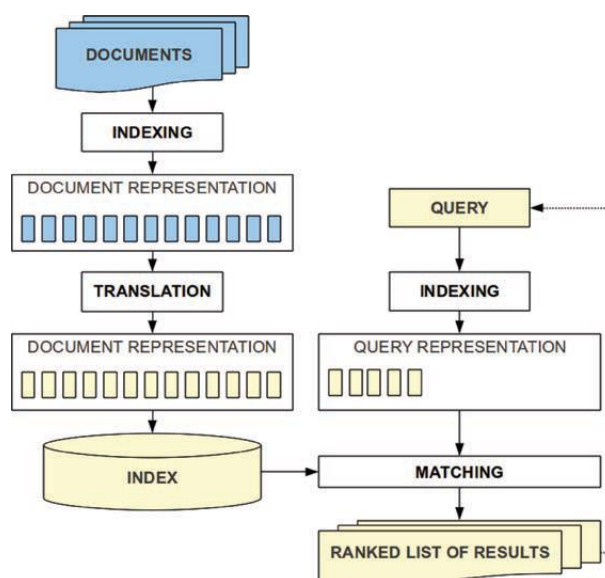 DOCUMENTS
INDEXING
DOCUMENT REPRESENTATION
TRANSLATION
DOCUMENT REPRESENTATION
INDEX
QUERY
INDEXING
QUERY REPRESENTATION
MATCHING
RANKED LIST OF RESULTS